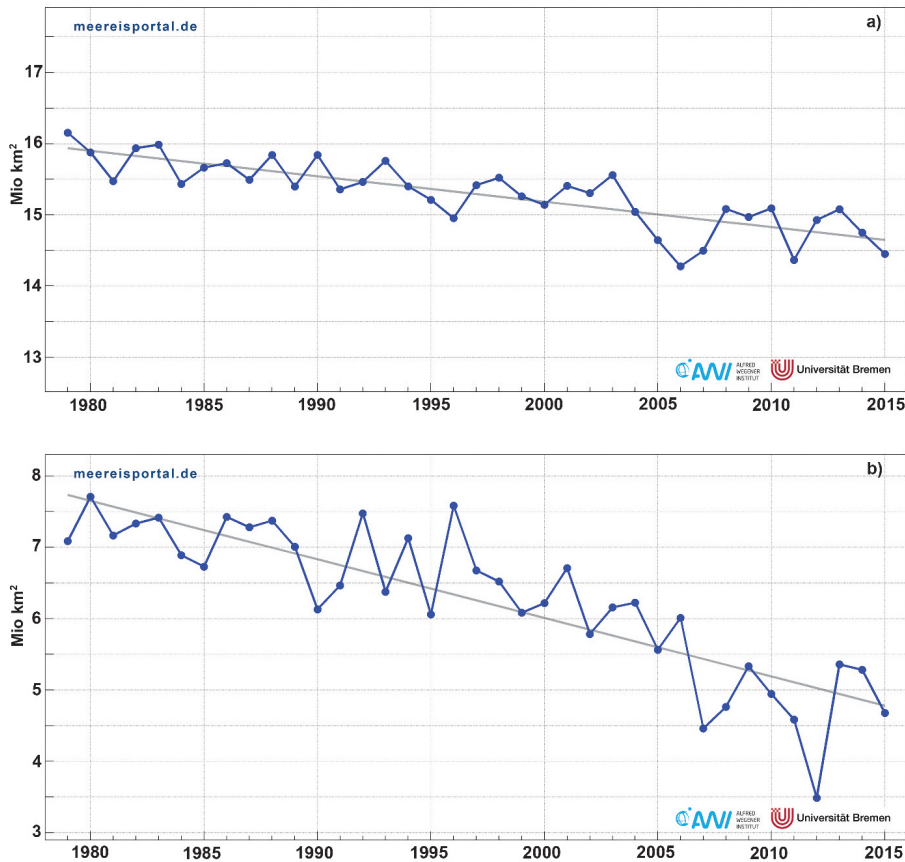 meereisportal.de
a)
17
16
15
14
13
Mio km²
ALFRED
WEGENER
INSTITUT
Universität Bremen
1980 1985 1990 1995 2000 2005 2010 2015
meereisportal.de
b)
8
7
6
5
4
3
Mio km²
ALFRED
WEGENER
INSTITUT
Universität Bremen
1980 1985 1990 1995 2000 2005 2010 2015